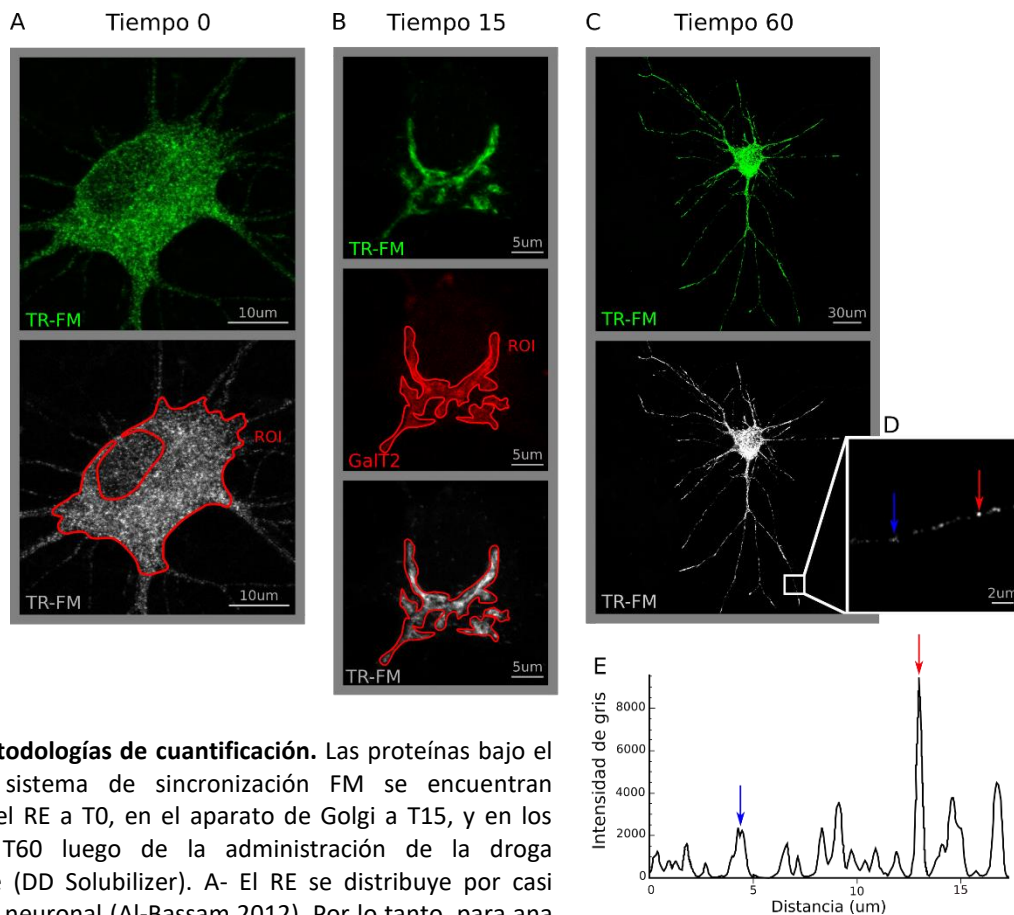 A Tiempo 0
B Tiempo 15
C Tiempo 60
TR-FM
10um
ROI
TR-FM
10um
TR-FM
5um
ROI
GalT2
5um
TR-FM
5um
TR-FM
30um
TR-FM
D
2um
E
Intensidad de gris
8000
6000
4000
2000
0
0 5 10 15
Distancia (um)
todologías de cuantificación. Las proteínas bajo el
sistema de sincronización FM se encuentran
el RE a T0, en el aparato de Golgi a T15, y en los
T60 luego de la administración de la droga
(DD Solubilizer). A- El RE se distribuye por casi
neuronal (Al-Bassam 2012). Por lo tanto, para ana